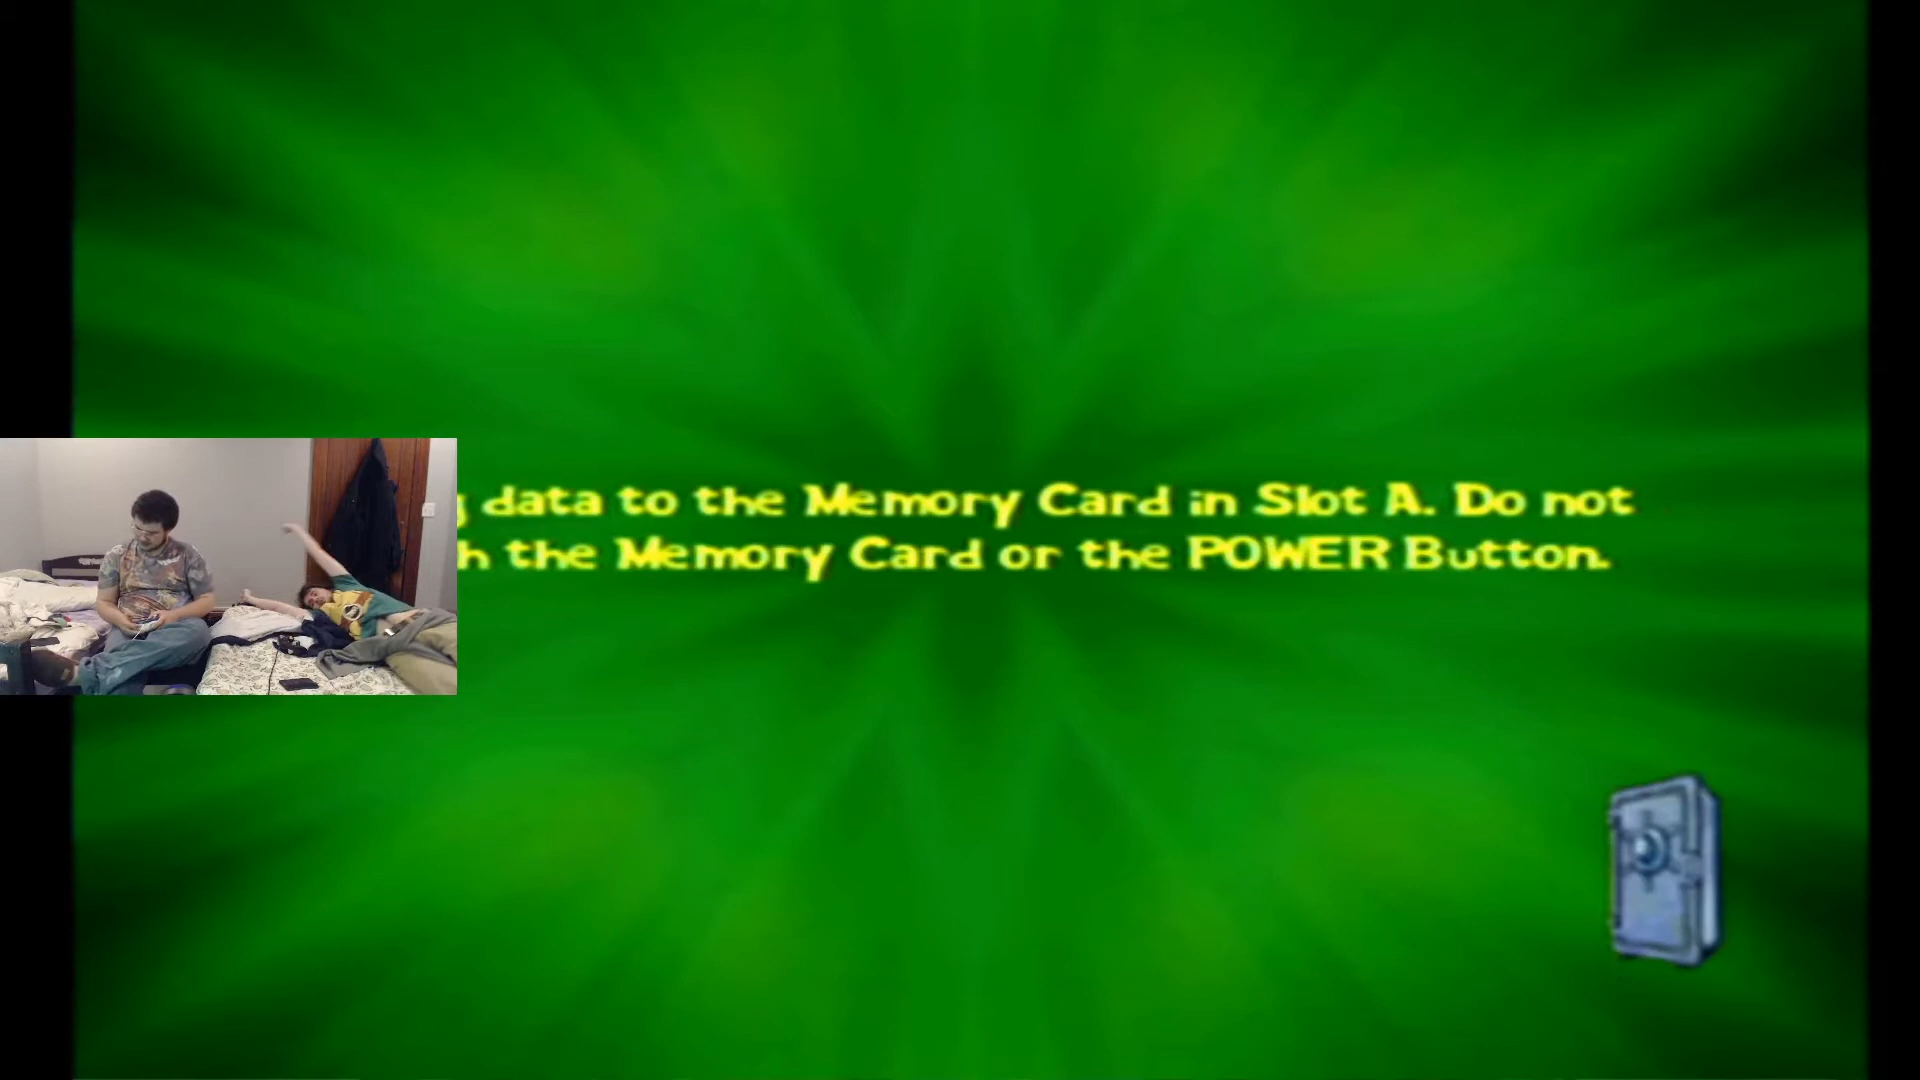 data to the Memory Card in Slot A. Do not
the Memory Card or the POWER Button.